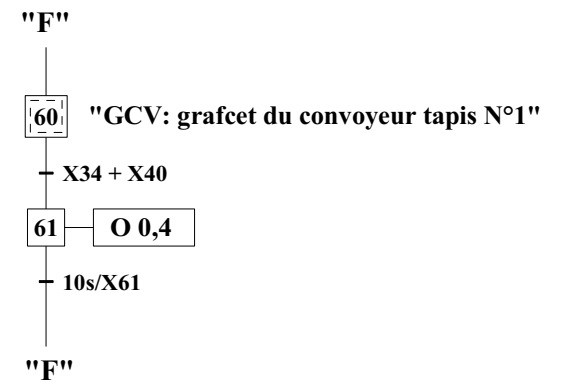 "F"
60 "GCV: grafcet du convoyeur tapis N°1"
X34 + X40
61 O 0,4
10s/X61
"F"